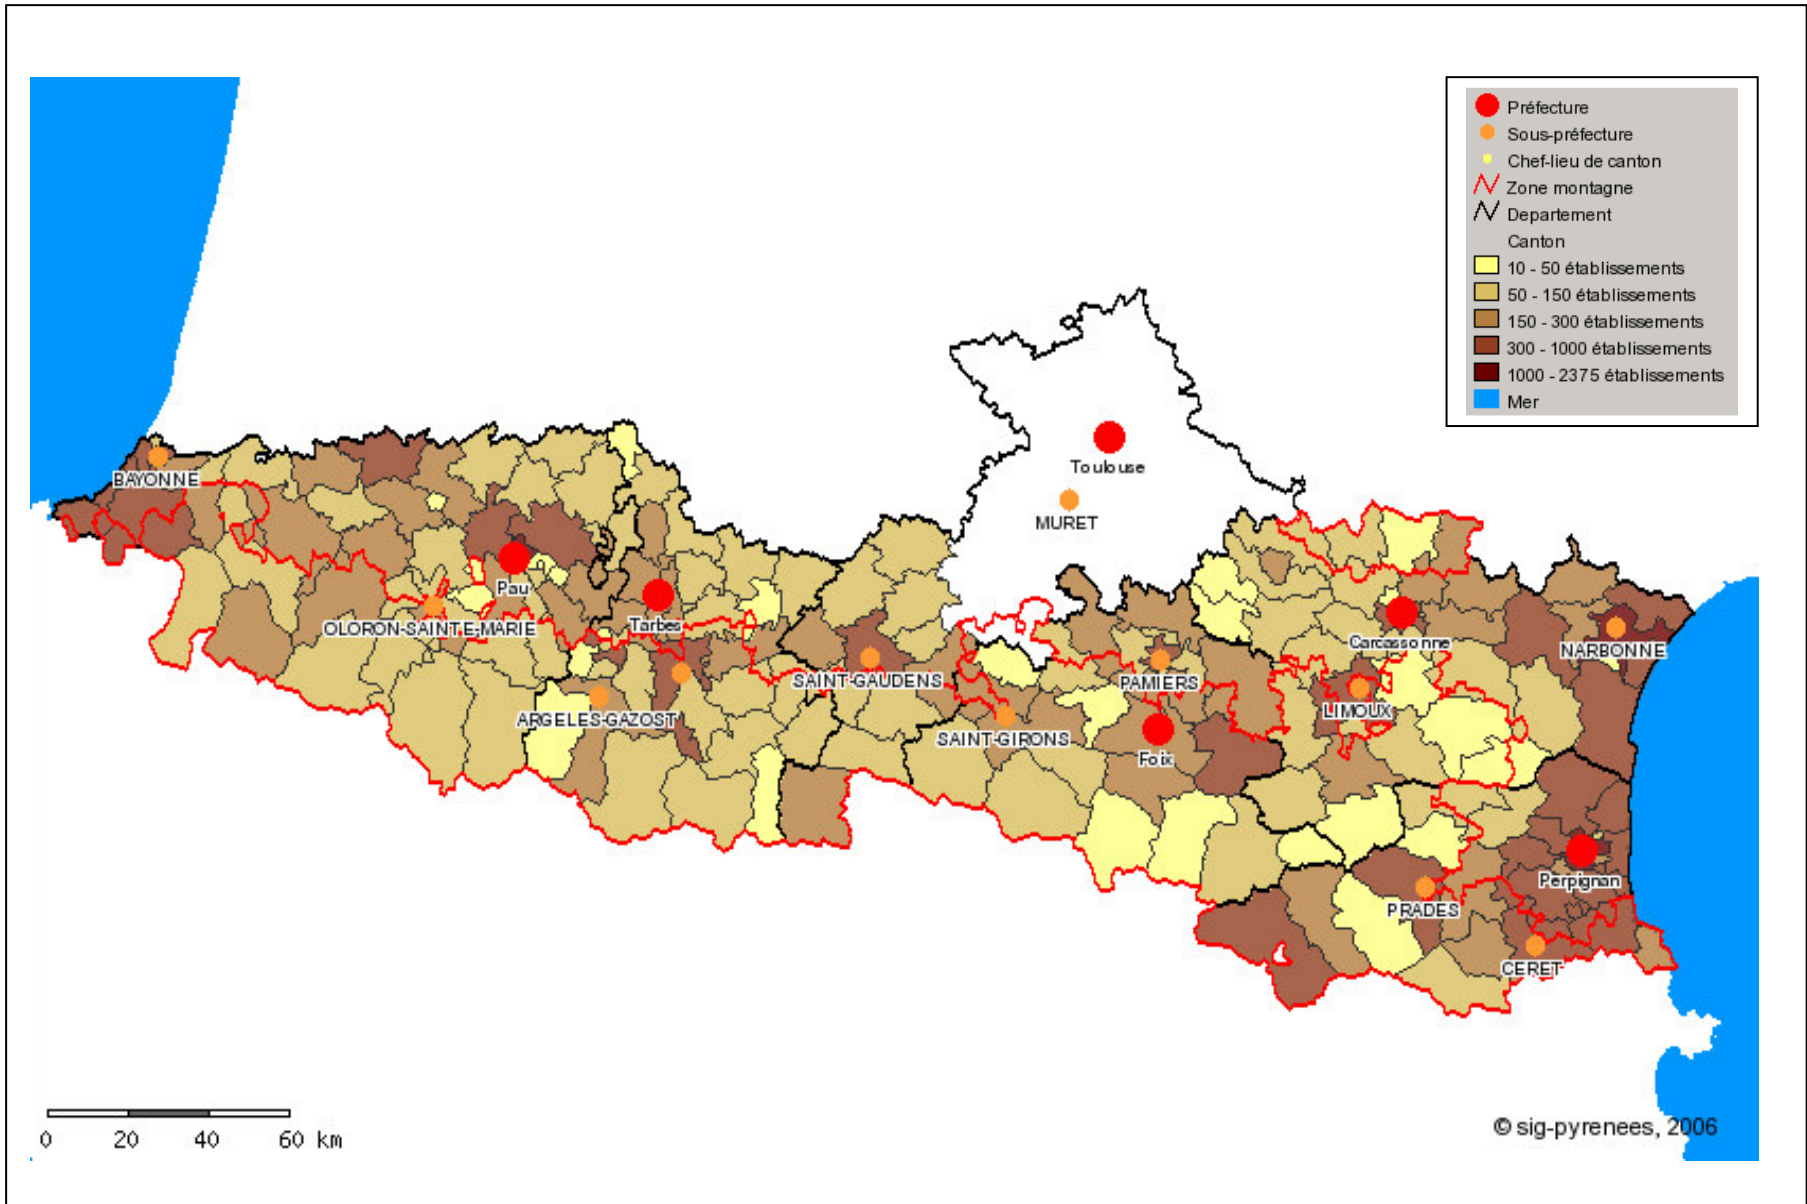 Préfecture
Sous-préfecture
Chef-lieu de canton
Zone montagne
Departement
Canton
10 - 50 établissements
50 - 150 établissements
150 - 300 établissements
300 - 1000 établissements
1000 - 2375 établissements
Mer
Toulouse
BAYONNE
MURET
Pau
Tarbes
OLORON-SAINTE-MARIE
Carcassonne
NARBONNE
SAINT-GAUDENS
PAMIERS
ARGELES-GAZOST
LIMOUX
SAINT-GIRONS
Foix
Perpignan
PRADES
CERET
0 20 40 60 km
© sig-pyrenees, 2006